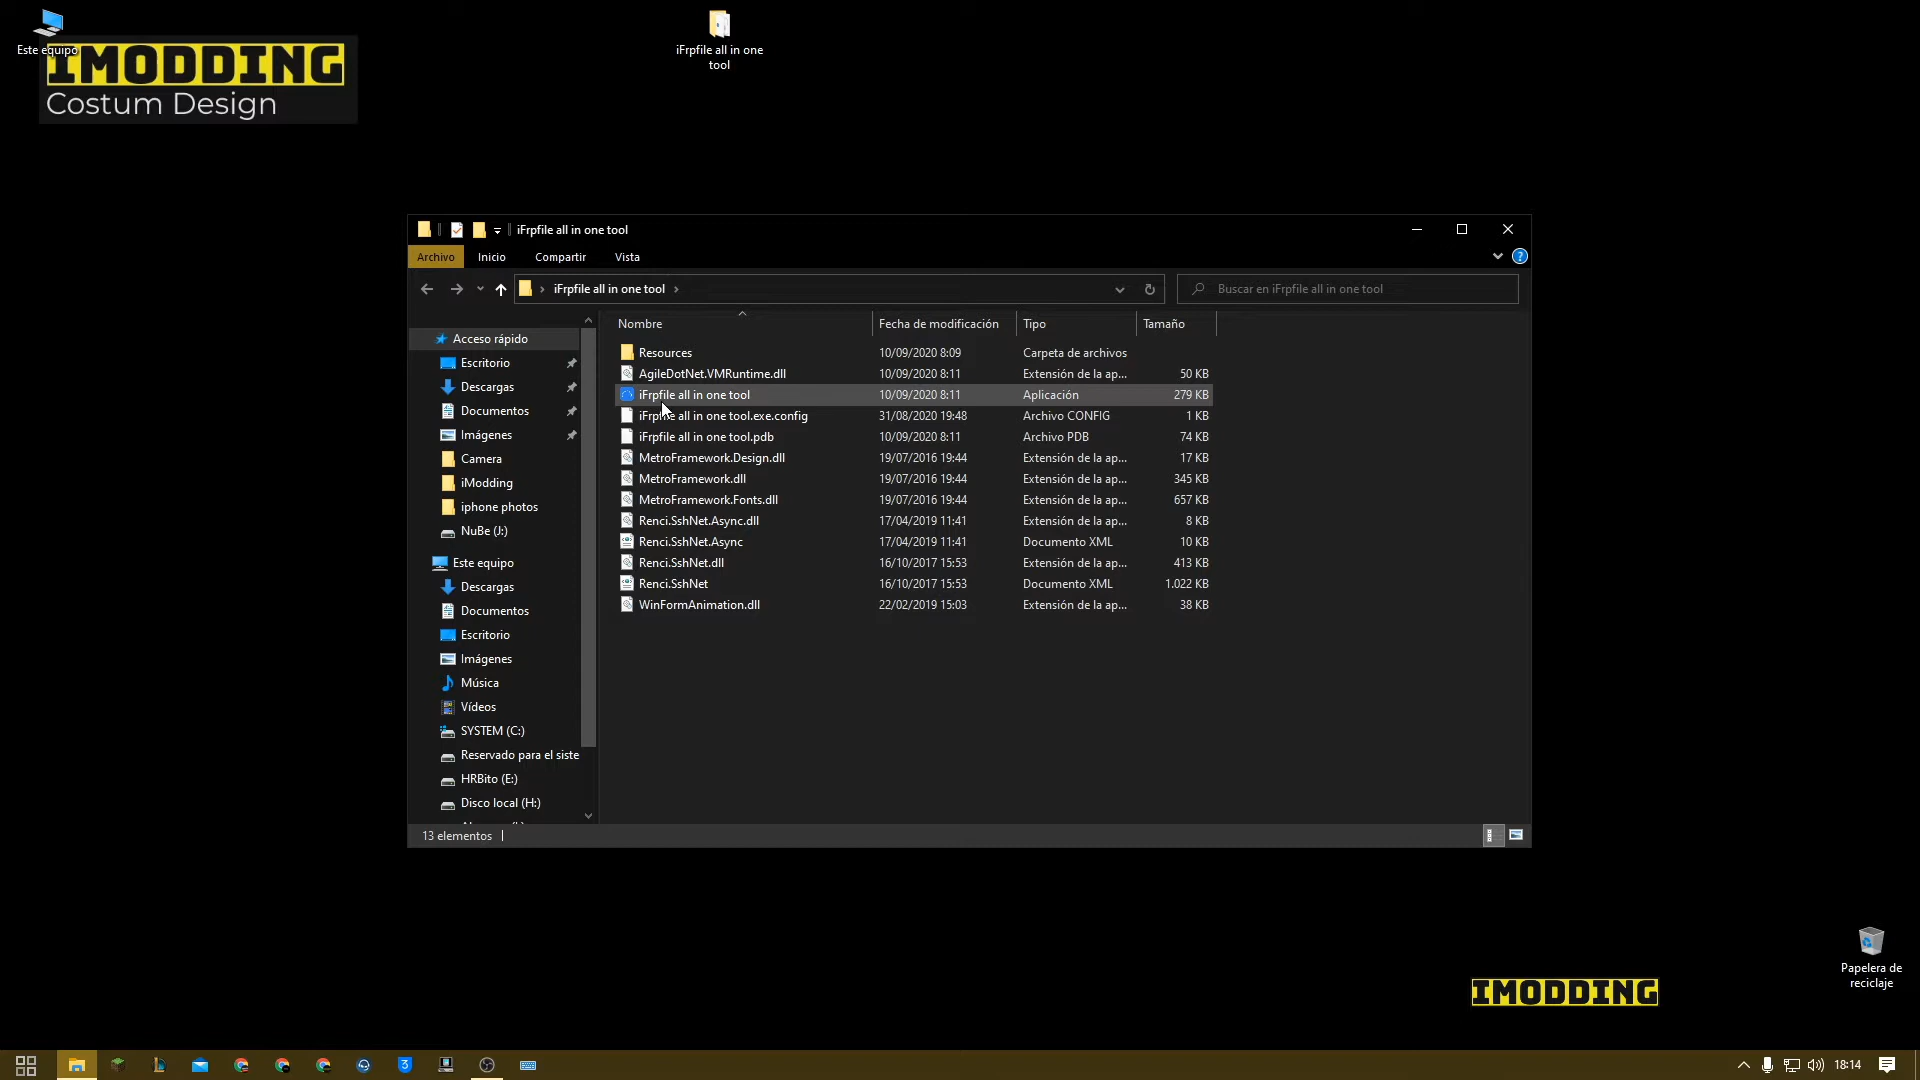 Este equipo
IMODDING
Costum Design
iFrpfile all in one
tool
iFrpfile all in one tool
Archivo
Inicio
Compartir
Vista
iFrpfile all in one tool
Buscar en iFrpfile all in one tool
Nombre
Fecha de modificación
Tipo
Tamaño
Resources
10/09/2020 8:09
Carpeta de archivos
AgileDotNet.VMRuntime.dll
10/09/2020 8:11
Extensión de la ap...
50 KB
iFrpfile all in one tool
10/09/2020 8:11
Aplicación
279 KB
iFrpfile all in one tool.exe.config
31/08/2020 19:48
Archivo CONFIG
1 KB
iFrpfile all in one tool.pdb
10/09/2020 8:11
Archivo PDB
74 KB
MetroFramework.Design.dll
19/07/2016 19:44
Extensión de la ap...
17 KB
MetroFramework.dll
19/07/2016 19:44
Extensión de la ap...
345 KB
MetroFramework.Fonts.dll
19/07/2016 19:44
Extensión de la ap...
657 KB
Renci.SshNet.Async.dll
17/04/2019 11:41
Extensión de la ap...
8 KB
Renci.SshNet.Async
17/04/2019 11:41
Documento XML
10 KB
Renci.SshNet.dll
16/10/2017 15:53
Extensión de la ap...
413 KB
Renci.SshNet
16/10/2017 15:53
Documento XML
1.022 KB
WinFormAnimation.dll
22/02/2019 15:03
Extensión de la ap...
38 KB
Acceso rápido
Escritorio
Descargas
Documentos
Imágenes
Camera
iModding
iphone photos
NuBe (J:)
Este equipo
Descargas
Documentos
Escritorio
Imágenes
Música
Vídeos
SYSTEM (C:)
Reservado para el siste
HRBito (E:)
Disco local (H:)
13 elementos
IMODDING
Papelera de
reciclaje
18:14